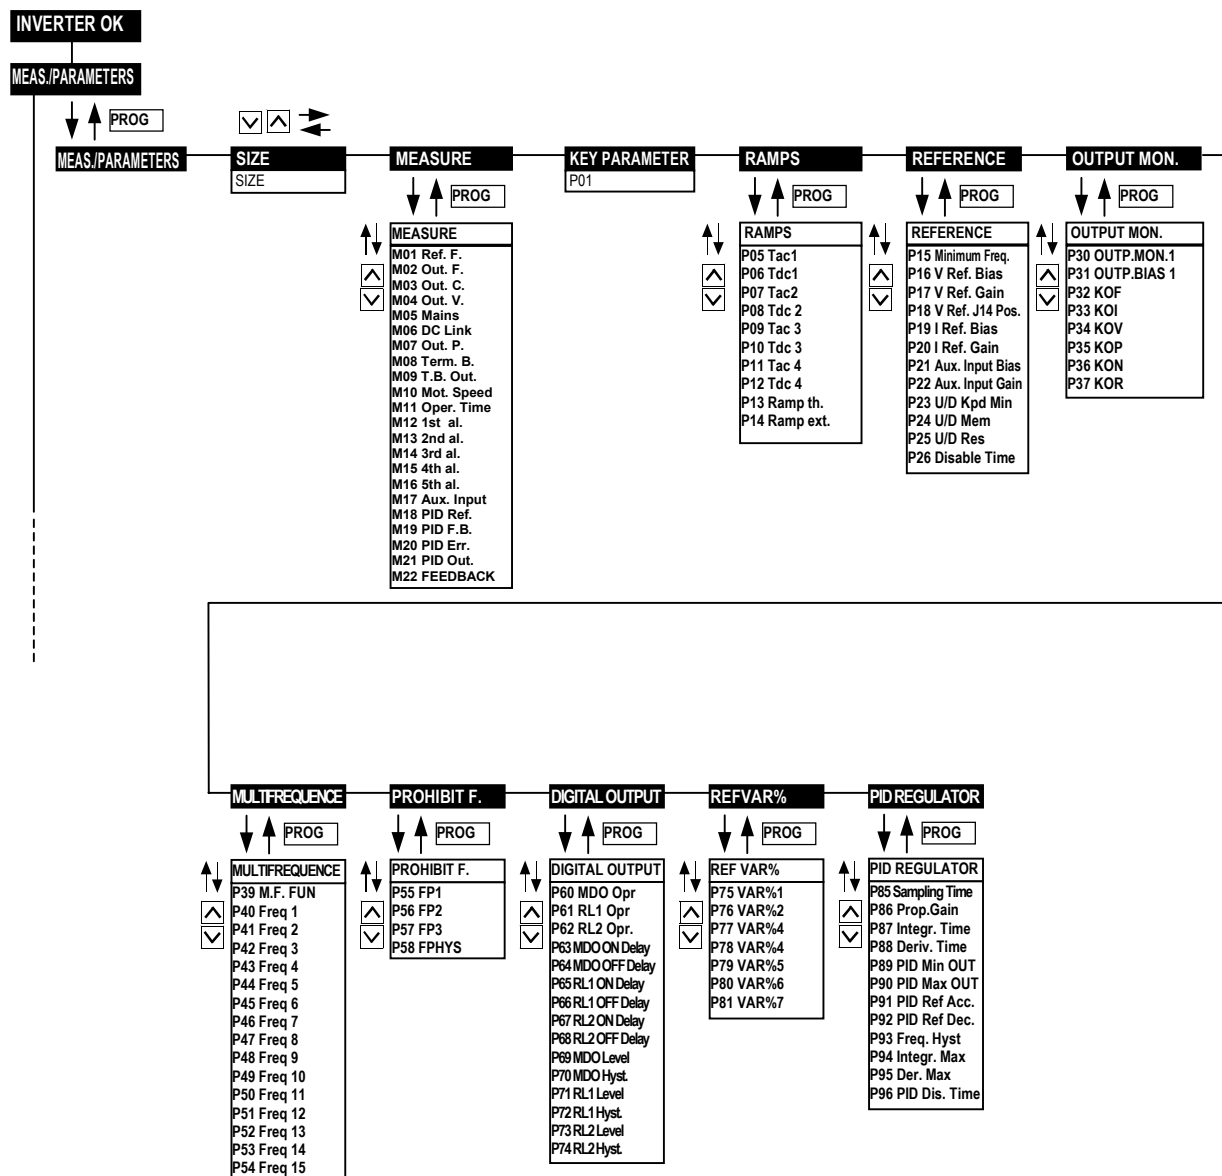 INVERTER OK
MEAS./PARAMETERS
PROG
MEAS./PARAMETERS
SIZE
SIZE
MEASURE
PROG
MEASURE
M01 Ref. F.
M02 Out. F.
M03 Out. C.
M04 Out. V.
M05 Mains
M06 DC Link
M07 Out. P.
M08 Term. B.
M09 T.B. Out.
M10 Mot. Speed
M11 Oper. Time
M12 1st al.
M13 2nd al.
M14 3rd al.
M15 4th al.
M16 5th al.
M17 Aux. Input
M18 PID Ref.
M19 PID F.B.
M20 PID Err.
M21 PID Out.
M22 FEEDBACK
KEY PARAMETER
P01
RAMPS
PROG
RAMPS
P05 Tac1
P06 Tdc1
P07 Tac2
P08 Tdc 2
P09 Tac 3
P10 Tdc 3
P11 Tac 4
P12 Tdc 4
P13 Ramp th.
P14 Ramp ext.
REFERENCE
PROG
REFERENCE
P15 Minimum Freq.
P16 V Ref. Bias
P17 V Ref. Gain
P18 V Ref. J14 Pos.
P19 I Ref. Bias
P20 I Ref. Gain
P21 Aux. Input Bias
P22 Aux. Input Gain
P23 U/D Kpd Min
P24 U/D Mem
P25 U/D Res
P26 Disable Time
OUTPUT MON.
PROG
OUTPUT MON.
P30 OUTP.MON.1
P31 OUTP.BIAS 1
P32 KOF
P33 KOI
P34 KOV
P35 KOP
P36 KON
P37 KOR
MULTIFREQUENCE
PROG
MULTIFREQUENCE
P39 M.F. FUN
P40 Freq 1
P41 Freq 2
P42 Freq 3
P43 Freq 4
P44 Freq 5
P45 Freq 6
P46 Freq 7
P47 Freq 8
P48 Freq 9
P49 Freq 10
P50 Freq 11
P51 Freq 12
P52 Freq 13
P53 Freq 14
P54 Freq 15
PROHIBIT F.
PROG
PROHIBIT F.
P55 FP1
P56 FP2
P57 FP3
P58 FPHYS
DIGITAL OUTPUT
PROG
DIGITAL OUTPUT
P60 MDO Opr
P61 RL1 Opr
P62 RL2 Opr.
P63 MDO ON Delay
P64 MDO OFF Delay
P65 RL1 ON Delay
P66 RL1 OFF Delay
P67 RL2 ON Delay
P68 RL2 OFF Delay
P69 MDO Level
P70 MDO Hyst.
P71 RL1 Level
P72 RL1 Hyst.
P73 RL2 Level
P74 RL2 Hyst.
REFVAR%
PROG
REF VAR%
P75 VAR%1
P76 VAR%2
P77 VAR%4
P78 VAR%4
P79 VAR%5
P80 VAR%6
P81 VAR%7
PID REGULATOR
PROG
PID REGULATOR
P85 Sampling Time
P86 Prop.Gain
P87 Integr. Time
P88 Deriv. Time
P89 PID Min OUT
P90 PID Max OUT
P91 PID Ref Acc.
P92 PID Ref Dec.
P93 Freq. Hyst
P94 Integr. Max
P95 Der. Max
P96 PID Dis. Time